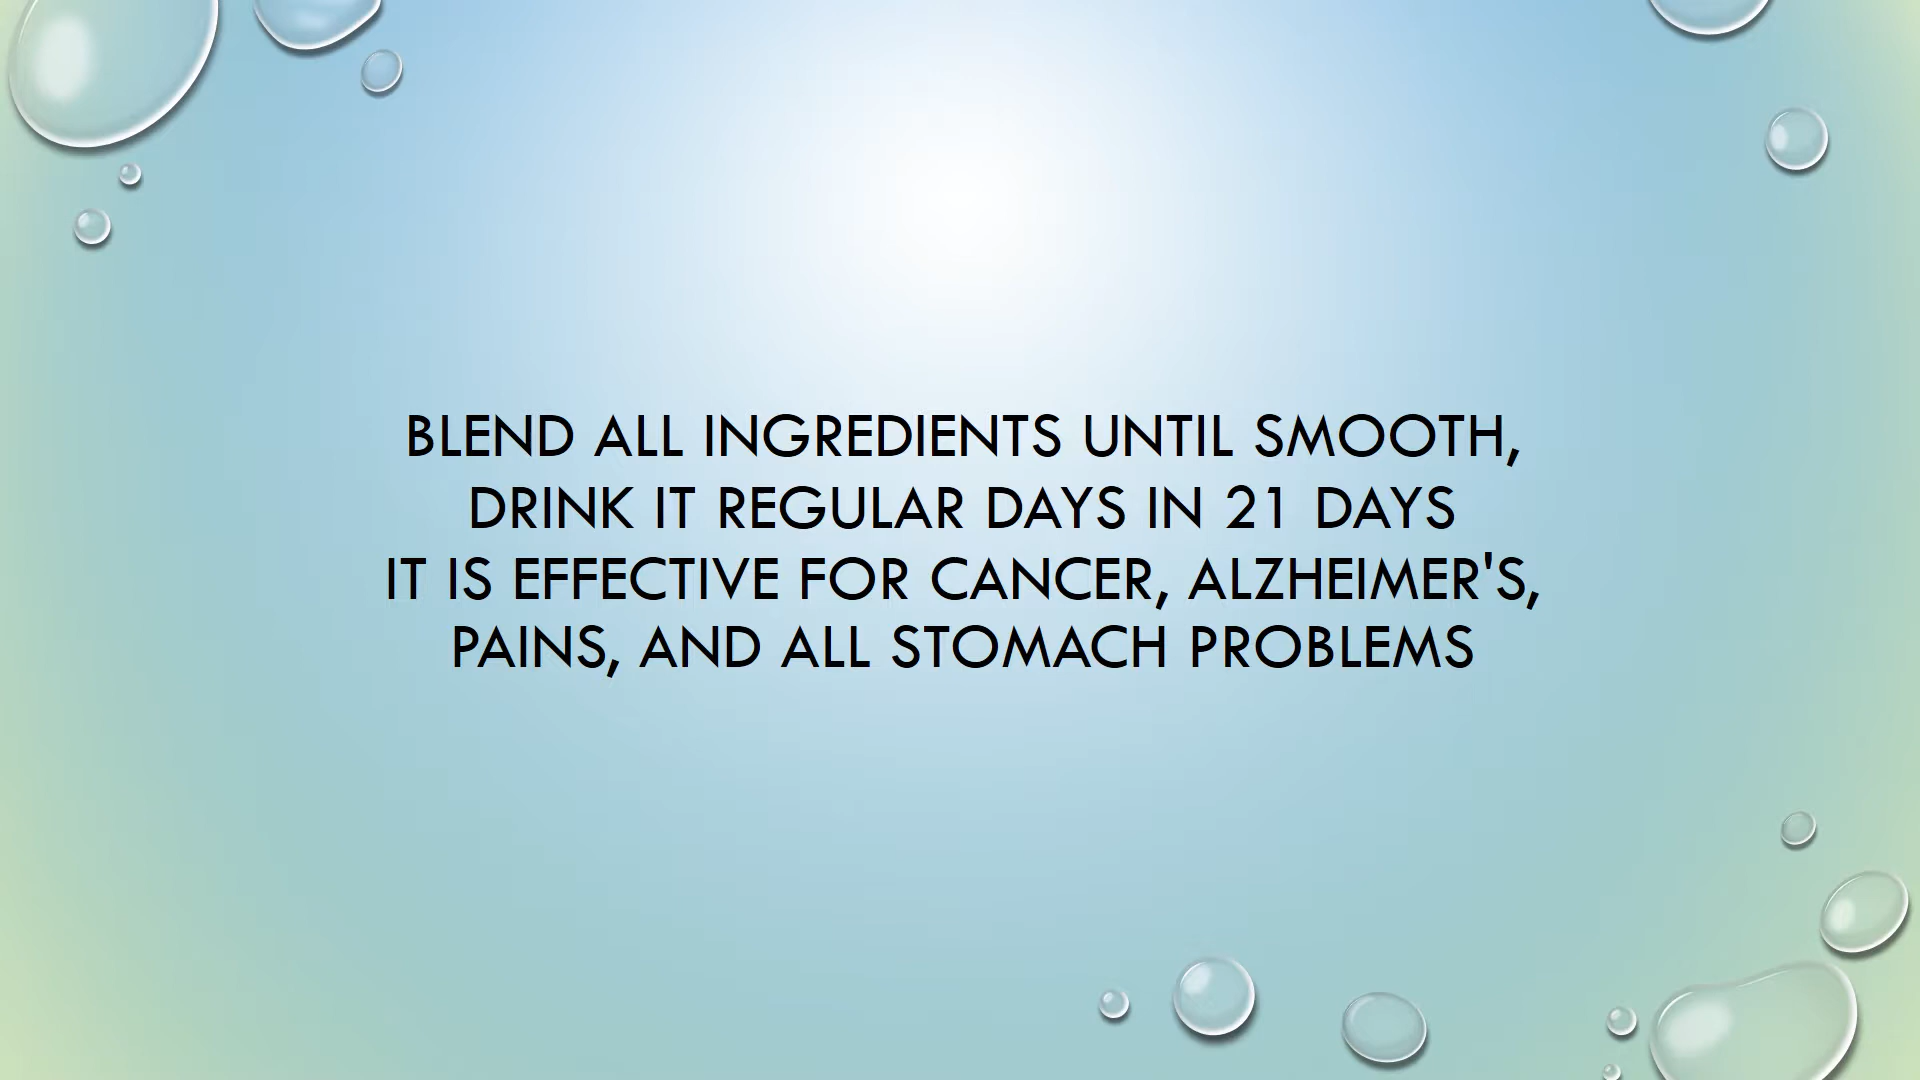 BLEND ALL INGREDIENTS UNTIL SMOOTH,
DRINK IT REGULAR DAYS IN 21 DAYS
IT IS EFFECTIVE FOR CANCER, ALZHEIMER'S,
PAINS, AND ALL STOMACH PROBLEMS